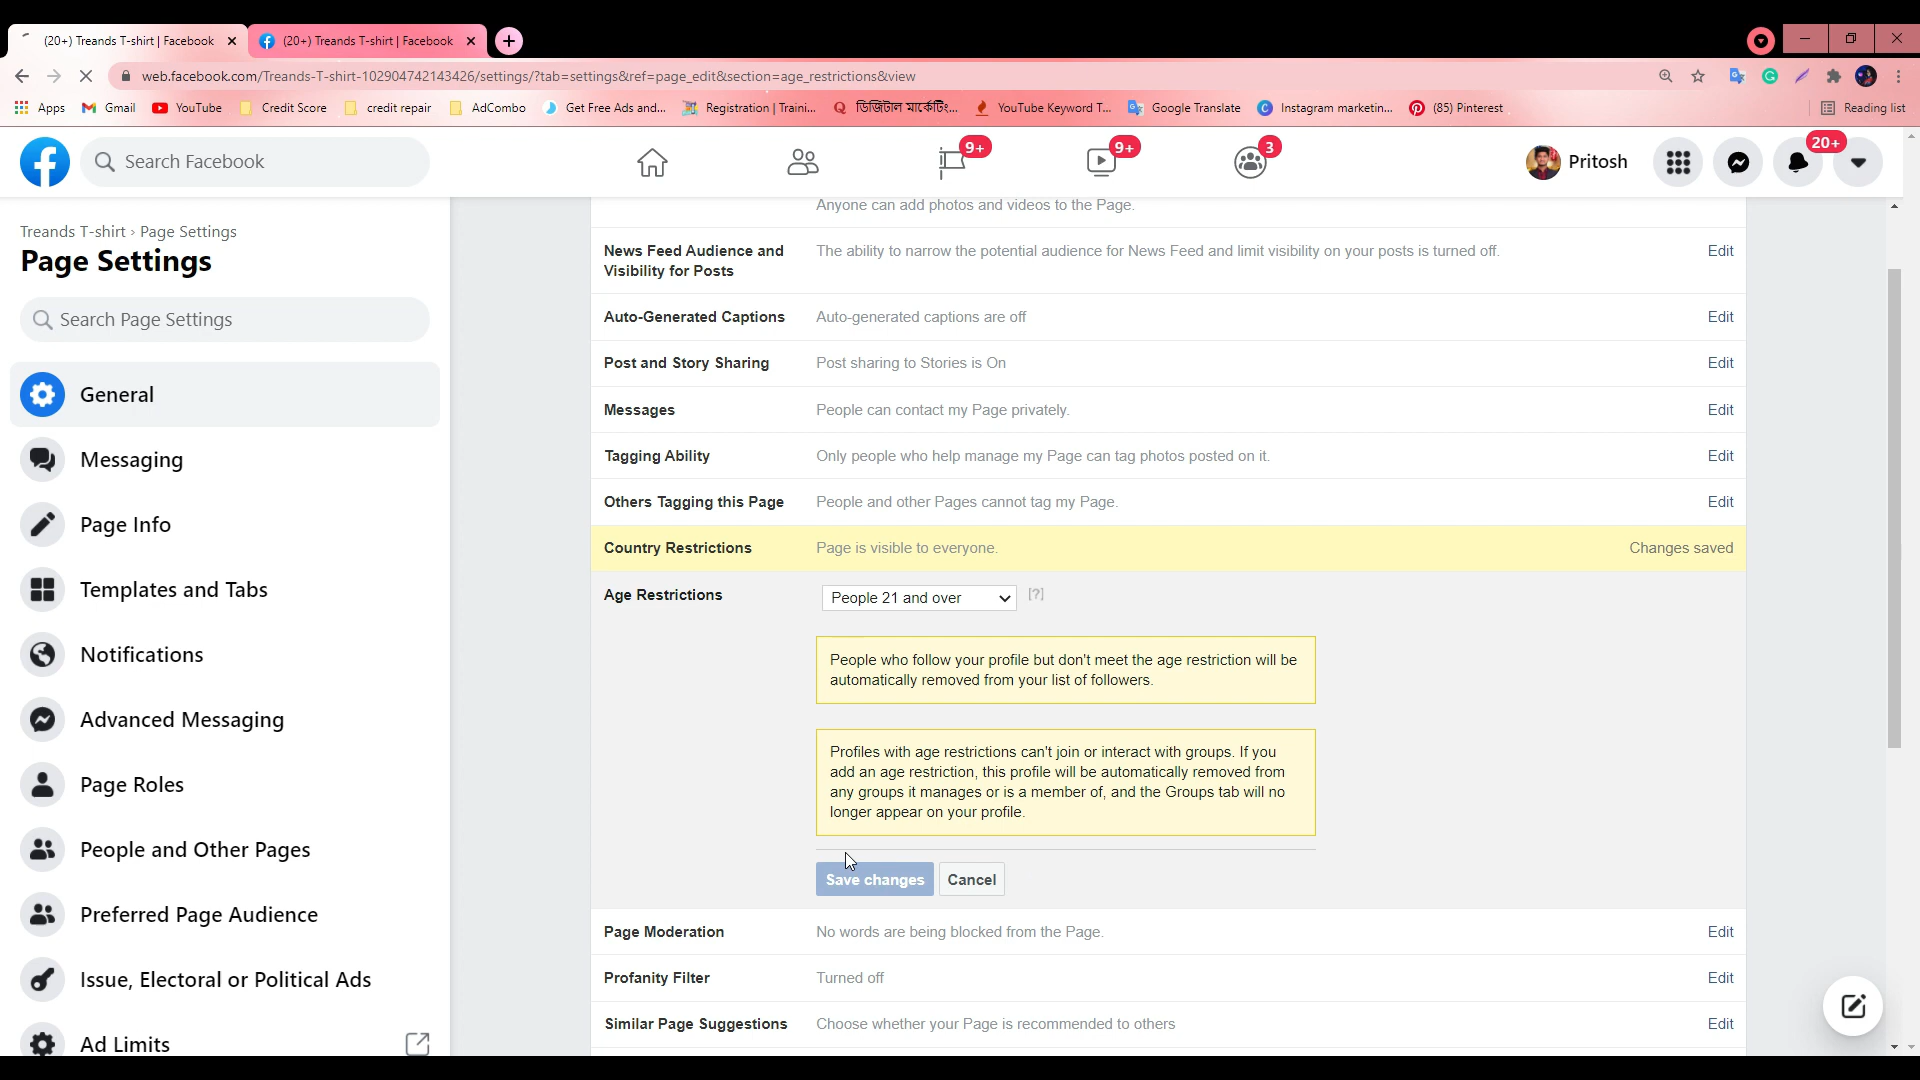 (20+) Treands T-shirt | Facebook
(20+) Treands T-shirt | Facebook
web.facebook.com/Treands-T-shirt-102904742143426/settings/?tab=settings&ref=page_edit&section=age_restrictions&view
Apps
Gmail
YouTube
Credit Score
credit repair
AdCombo
Get Free Ads and...
Registration | Traini...
ডিজিটাল মার্কেটিং...
YouTube Keyword T...
Google Translate
Instagram marketin...
(85) Pinterest
Reading list
Search Facebook
9+
9+
3
Pritosh
20+
Treands T-shirt › Page Settings
Page Settings
Search Page Settings
General
Messaging
Page Info
Templates and Tabs
Notifications
Advanced Messaging
Page Roles
People and Other Pages
Preferred Page Audience
Issue, Electoral or Political Ads
Ad Limits
Anyone can add photos and videos to the Page.
News Feed Audience and
Visibility for Posts
The ability to narrow the potential audience for News Feed and limit visibility on your posts is turned off.
Edit
Auto-Generated Captions
Auto-generated captions are off
Edit
Post and Story Sharing
Post sharing to Stories is On
Edit
Messages
People can contact my Page privately.
Edit
Tagging Ability
Only people who help manage my Page can tag photos posted on it.
Edit
Others Tagging this Page
People and other Pages cannot tag my Page.
Edit
Country Restrictions
Page is visible to everyone.
Changes saved
Age Restrictions
People 21 and over
[?]
People who follow your profile but don't meet the age restriction will be
automatically removed from your list of followers.
Profiles with age restrictions can't join or interact with groups. If you
add an age restriction, this profile will be automatically removed from
any groups it manages or is a member of, and the Groups tab will no
longer appear on your profile.
Save changes
Cancel
Page Moderation
No words are being blocked from the Page.
Edit
Profanity Filter
Turned off
Edit
Similar Page Suggestions
Choose whether your Page is recommended to others
Edit